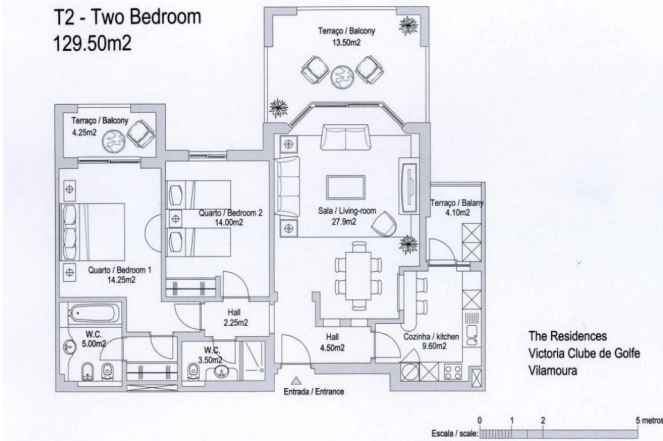 T2 - Two Bedroom
129.50m2
Terraço / Balcony
13.50m2
Terraço / Balcony
4.25m2
Quarto / Bedroom 2
14.00m2
Sala / Living-room
27.9m2
Terraço / Balany
4.10m2
Quarto / Bedroom 1
14.25m2
Hall
2.25m2
W.C.
5.00m2
W.C.
3.50m2
Hall
4.50m2
Cozinha / kitchen
9.60m2
Entrada / Entrance
The Residences
Victoria Clube de Golfe
Vilamoura
Escala / scale:
0 1 2 5 metros